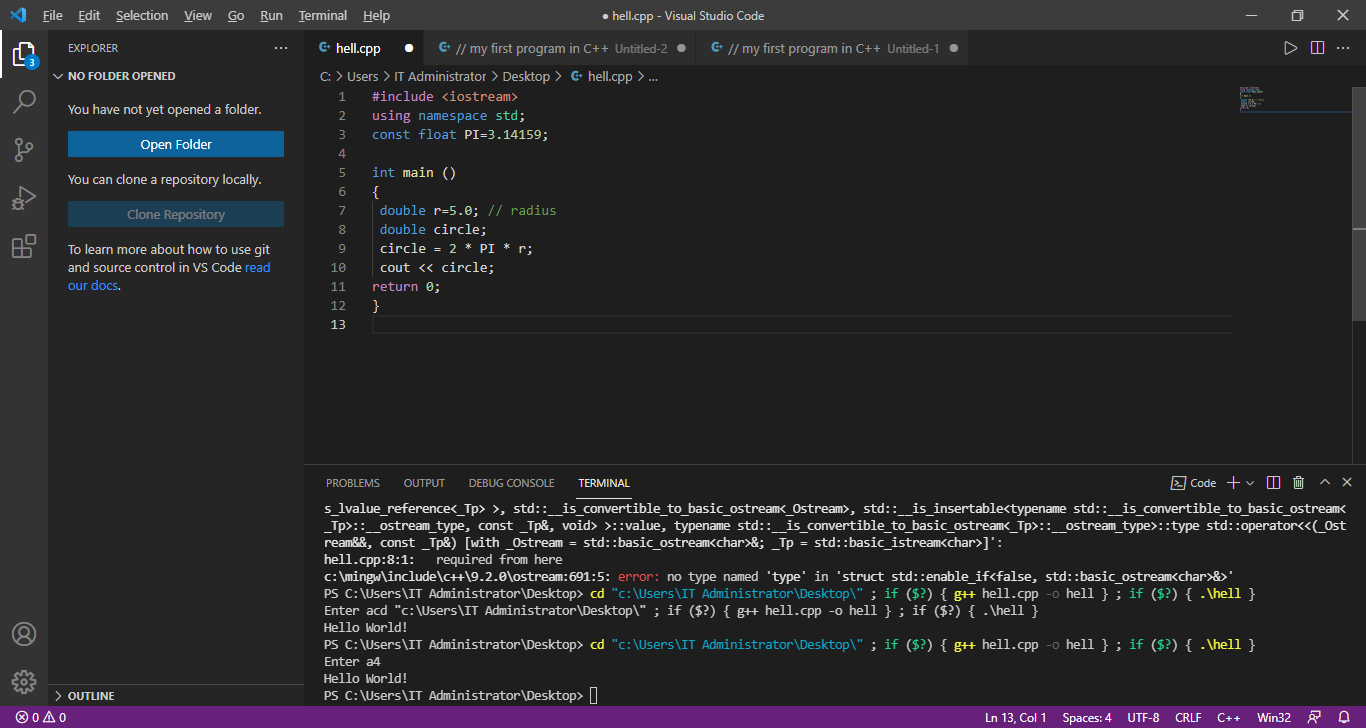 File Edit Selection View Go Run Terminal Help ● hell.cpp - Visual Studio Code
EXPLORER
NO FOLDER OPENED
You have not yet opened a folder.
Open Folder
You can clone a repository locally.
Clone Repository
To learn more about how to use git
and source control in VS Code read
our docs.
OUTLINE
3
hell.cpp // my first program in C++ Untitled-2 // my first program in C++ Untitled-1
C: > Users > IT Administrator > Desktop > hell.cpp > ...
1 #include <iostream>
2 using namespace std;
3 const float PI=3.14159;
4
5 int main ()
6 {
7 double r=5.0; // radius
8 double circle;
9 circle = 2 * PI * r;
10 cout << circle;
11 return 0;
12 }
13
PROBLEMS OUTPUT DEBUG CONSOLE TERMINAL Code
s_lvalue_reference<_Tp> >, std::__is_convertible_to_basic_ostream<_Ostream>, std::__is_insertable<typename std::__is_convertible_to_basic_ostream<
_Tp>::__ostream_type, const _Tp&, void> >::value, typename std::__is_convertible_to_basic_ostream<_Tp>::__ostream_type>::type std::operator<<(_Ost
ream&&, const _Tp&) [with _Ostream = std::basic_ostream<char>&; _Tp = std::basic_istream<char>]':
hell.cpp:8:1:   required from here
c:\mingw\include\c++\9.2.0\ostream:691:5: error: no type named 'type' in 'struct std::enable_if<false, std::basic_ostream<char>&>'
PS C:\Users\IT Administrator\Desktop> cd "c:\Users\IT Administrator\Desktop\" ; if ($?) { g++ hell.cpp -o hell } ; if ($?) { .\hell }
Enter acd "c:\Users\IT Administrator\Desktop\" ; if ($?) { g++ hell.cpp -o hell } ; if ($?) { .\hell }
Hello World!
PS C:\Users\IT Administrator\Desktop> cd "c:\Users\IT Administrator\Desktop\" ; if ($?) { g++ hell.cpp -o hell } ; if ($?) { .\hell }
Enter a4
Hello World!
PS C:\Users\IT Administrator\Desktop>
0 0 Ln 13, Col 1 Spaces: 4 UTF-8 CRLF C++ Win32